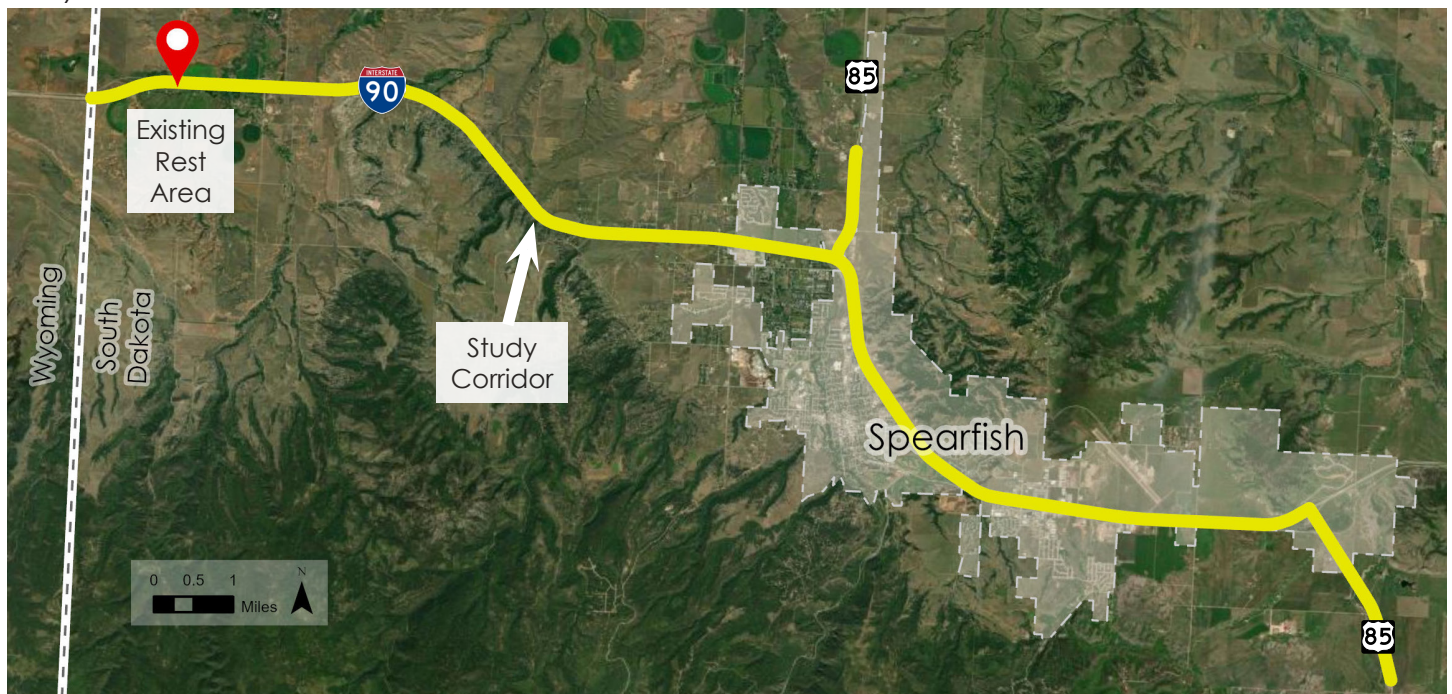 85
INTERSTATE
90
Existing
Rest
Area
Study
Corridor
Wyoming
South
Dakota
Spearfish
0 0.5 1
Miles
N
85